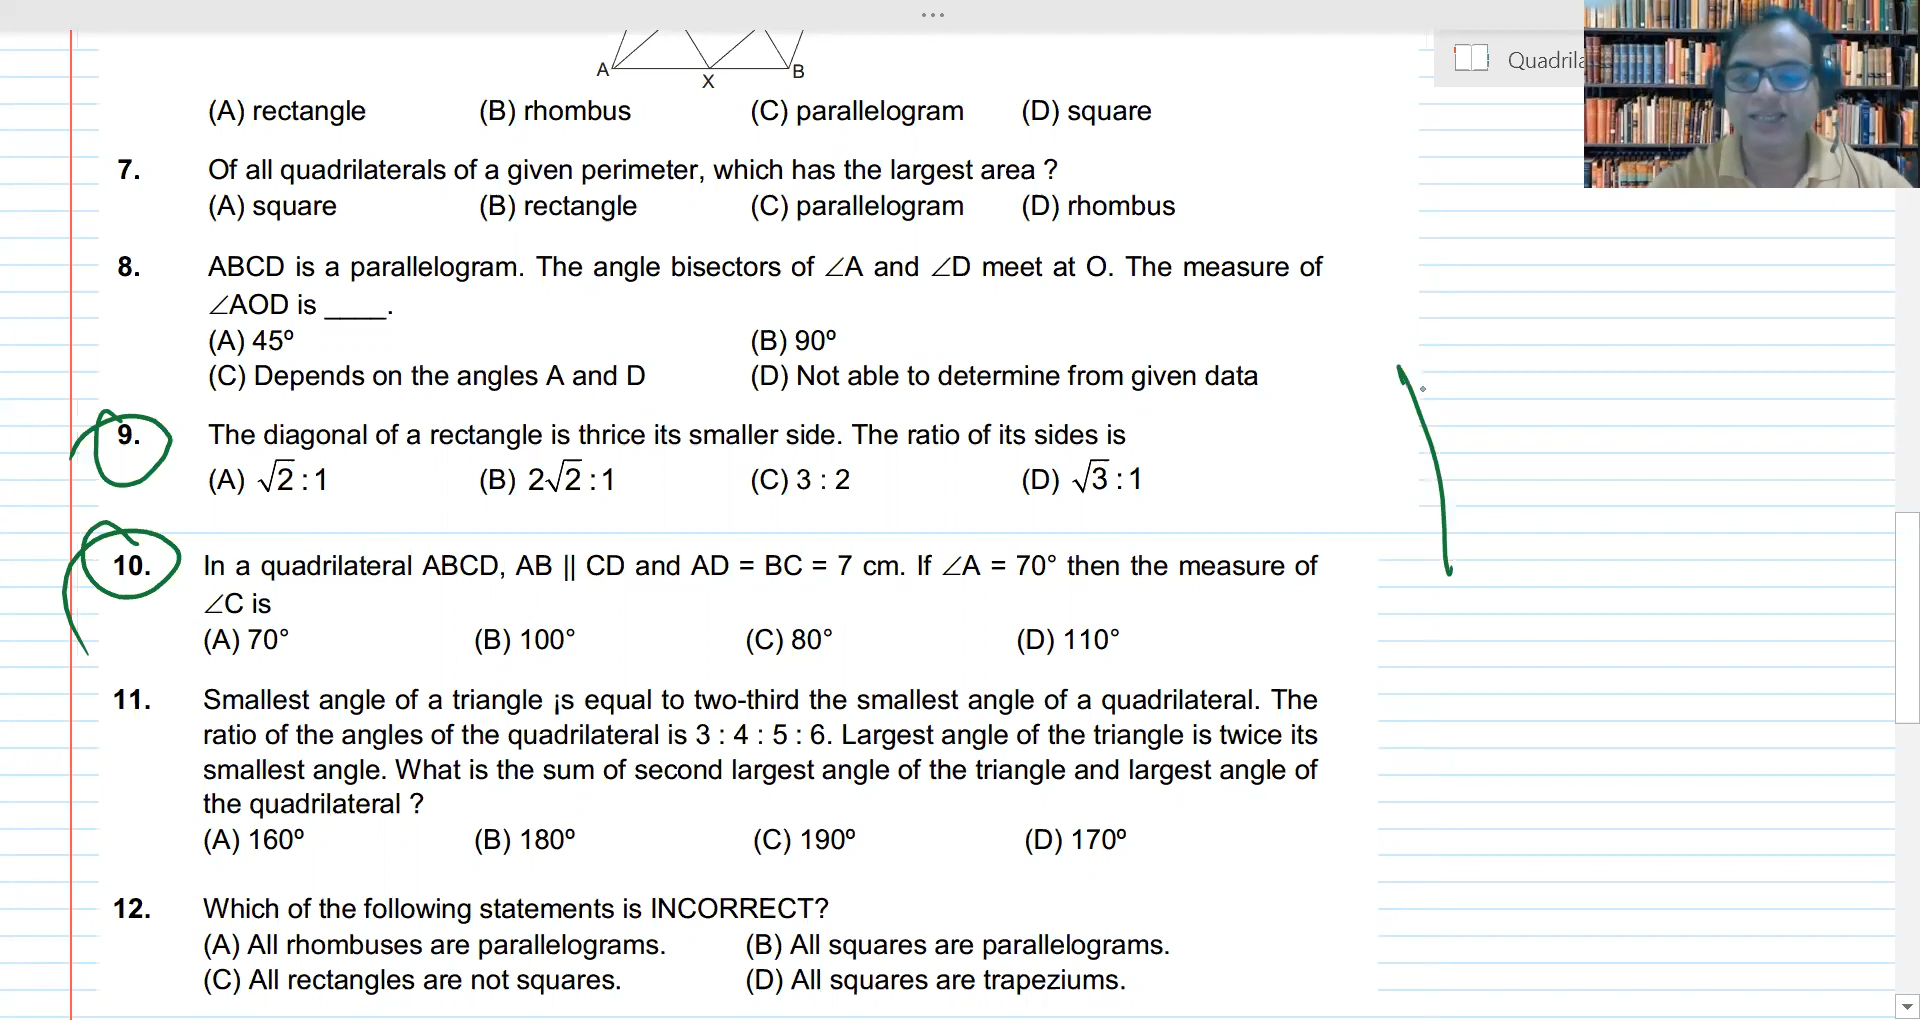 ...
Quadrila
A
X
B
(A) rectangle (B) rhombus (C) parallelogram (D) square
7. Of all quadrilaterals of a given perimeter, which has the largest area ?
(A) square (B) rectangle (C) parallelogram (D) rhombus
8. ABCD is a parallelogram. The angle bisectors of ∠A and ∠D meet at O. The measure of
∠AOD is ____.
(A) 45º (B) 90º
(C) Depends on the angles A and D (D) Not able to determine from given data
9. The diagonal of a rectangle is thrice its smaller side. The ratio of its sides is
(A) √2 : 1 (B) 2√2 : 1 (C) 3 : 2 (D) √3 : 1
10. In a quadrilateral ABCD, AB || CD and AD = BC = 7 cm. If ∠A = 70° then the measure of
∠C is
(A) 70° (B) 100° (C) 80° (D) 110°
11. Smallest angle of a triangle ¡s equal to two-third the smallest angle of a quadrilateral. The
ratio of the angles of the quadrilateral is 3 : 4 : 5 : 6. Largest angle of the triangle is twice its
smallest angle. What is the sum of second largest angle of the triangle and largest angle of
the quadrilateral ?
(A) 160º (B) 180º (C) 190º (D) 170º
12. Which of the following statements is INCORRECT?
(A) All rhombuses are parallelograms. (B) All squares are parallelograms.
(C) All rectangles are not squares. (D) All squares are trapeziums.